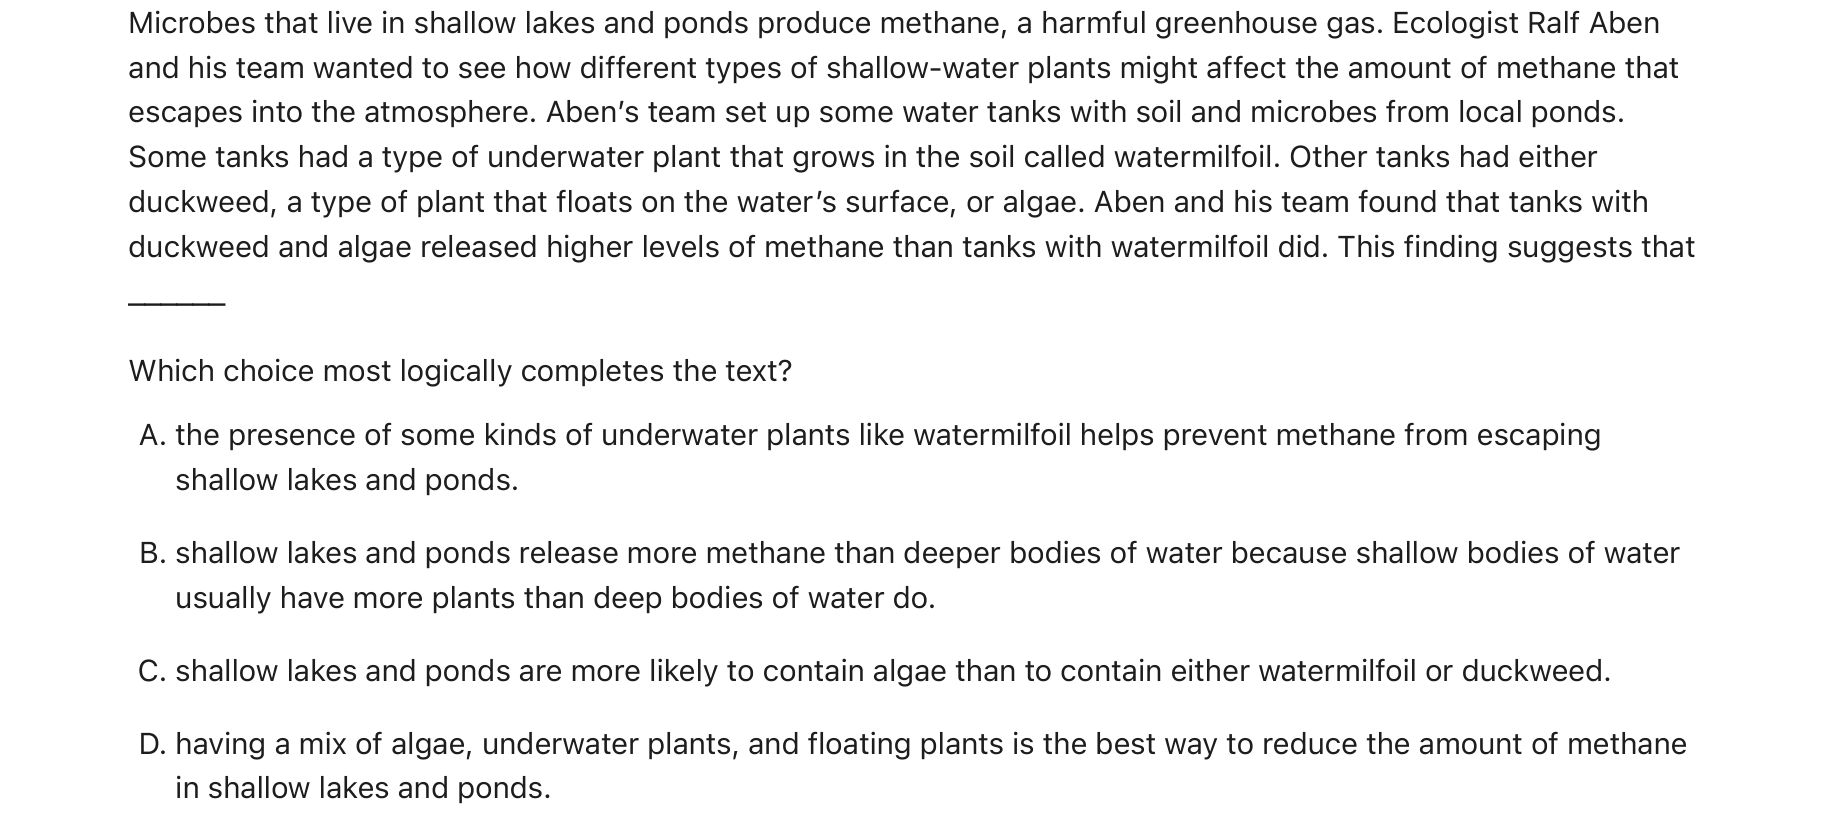 Microbes that live in shallow lakes and ponds produce methane, a harmful greenhouse gas. Ecologist Ralf Aben
and his team wanted to see how different types of shallow-water plants might affect the amount of methane that
escapes into the atmosphere. Aben’s team set up some water tanks with soil and microbes from local ponds.
Some tanks had a type of underwater plant that grows in the soil called watermilfoil. Other tanks had either
duckweed, a type of plant that floats on the water’s surface, or algae. Aben and his team found that tanks with
duckweed and algae released higher levels of methane than tanks with watermilfoil did. This finding suggests that
______
Which choice most logically completes the text?
A. the presence of some kinds of underwater plants like watermilfoil helps prevent methane from escaping
shallow lakes and ponds.
B. shallow lakes and ponds release more methane than deeper bodies of water because shallow bodies of water
usually have more plants than deep bodies of water do.
C. shallow lakes and ponds are more likely to contain algae than to contain either watermilfoil or duckweed.
D. having a mix of algae, underwater plants, and floating plants is the best way to reduce the amount of methane
in shallow lakes and ponds.